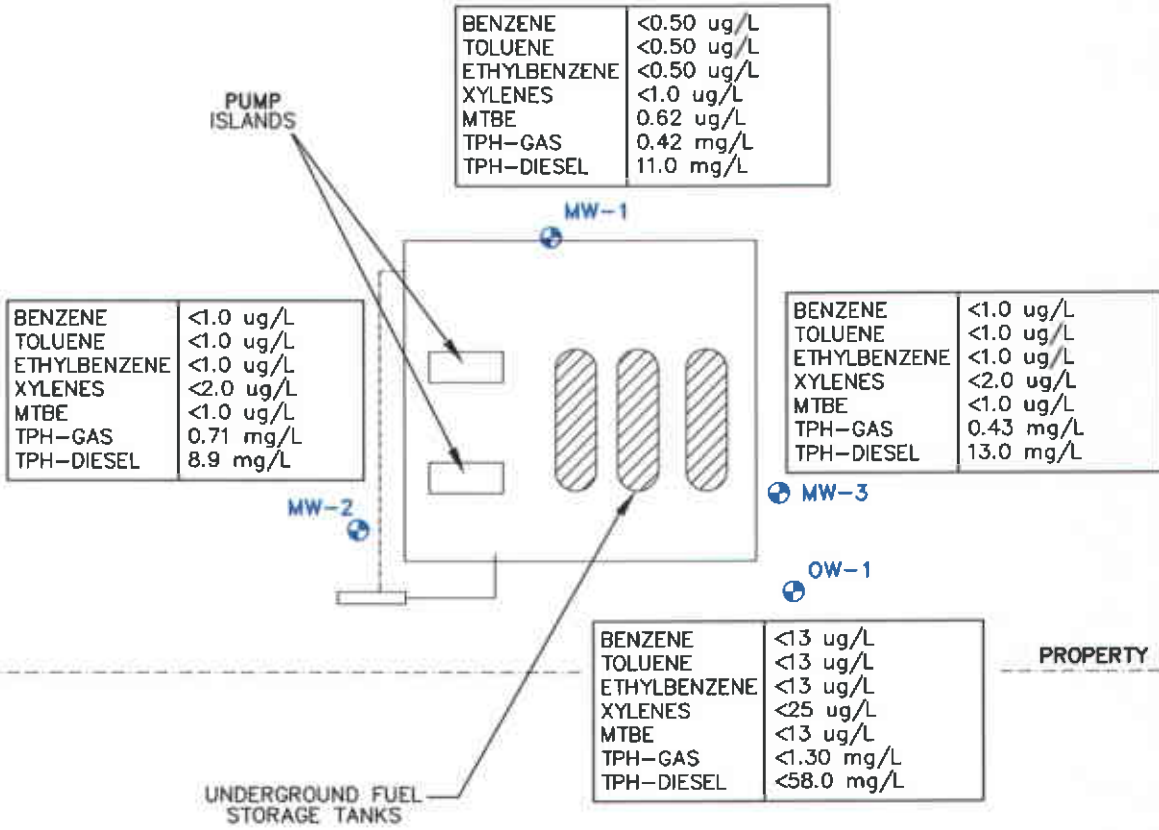 BENZENE <0.50 ug/L
TOLUENE <0.50 ug/L
ETHYLBENZENE <0.50 ug/L
XYLENES <1.0 ug/L
MTBE 0.62 ug/L
TPH-GAS 0.42 mg/L
TPH-DIESEL 11.0 mg/L
PUMP
ISLANDS
MW-1
BENZENE <1.0 ug/L
TOLUENE <1.0 ug/L
ETHYLBENZENE <1.0 ug/L
XYLENES <2.0 ug/L
MTBE <1.0 ug/L
TPH-GAS 0.71 mg/L
TPH-DIESEL 8.9 mg/L
BENZENE <1.0 ug/L
TOLUENE <1.0 ug/L
ETHYLBENZENE <1.0 ug/L
XYLENES <2.0 ug/L
MTBE <1.0 ug/L
TPH-GAS 0.43 mg/L
TPH-DIESEL 13.0 mg/L
MW-2
MW-3
OW-1
BENZENE <13 ug/L
TOLUENE <13 ug/L
ETHYLBENZENE <13 ug/L
XYLENES <25 ug/L
MTBE <13 ug/L
TPH-GAS <1.30 mg/L
TPH-DIESEL <58.0 mg/L
PROPERTY
UNDERGROUND FUEL
STORAGE TANKS